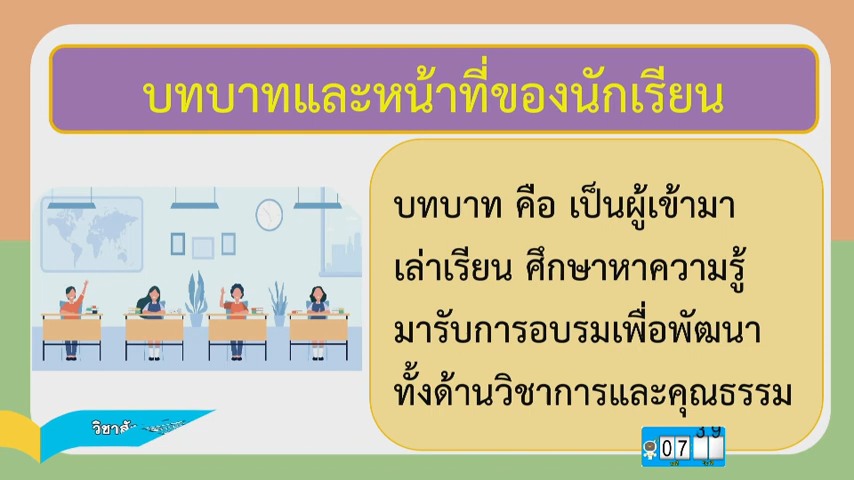 บทบาทและหน้าที่ของนักเรียน
บทบาท คือ เป็นผู้เข้ามา
เล่าเรียน ศึกษาหาความรู้
มารับการอบรมเพื่อพัฒนา
ทั้งด้านวิชาการและคุณธรรม
07